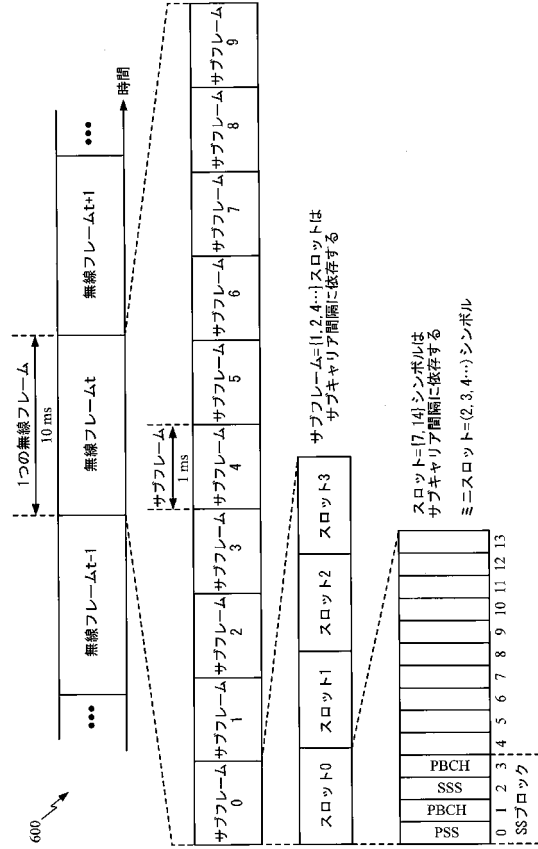 600
1つの無線フレーム
10 ms
••• 無線フレームt-1 無線フレームt 無線フレームt+1 •••
時間
サブフレーム
1 ms
サブフレーム 0
サブフレーム 1
サブフレーム 2
サブフレーム 3
サブフレーム 4
サブフレーム 5
サブフレーム 6
サブフレーム 7
サブフレーム 8
サブフレーム 9
スロット0 スロット1 スロット2 スロット3
サブフレーム={1, 2, 4…}スロットは
サブキャリア間隔に依存する
PSS PBCH SSS PBCH
0 1 2 3 4 5 6 7 8 9 10 11 12 13
SSブロック
スロット={7, 14}シンボルは
サブキャリア間隔に依存する
ミニスロット=(2, 3, 4…)シンボル